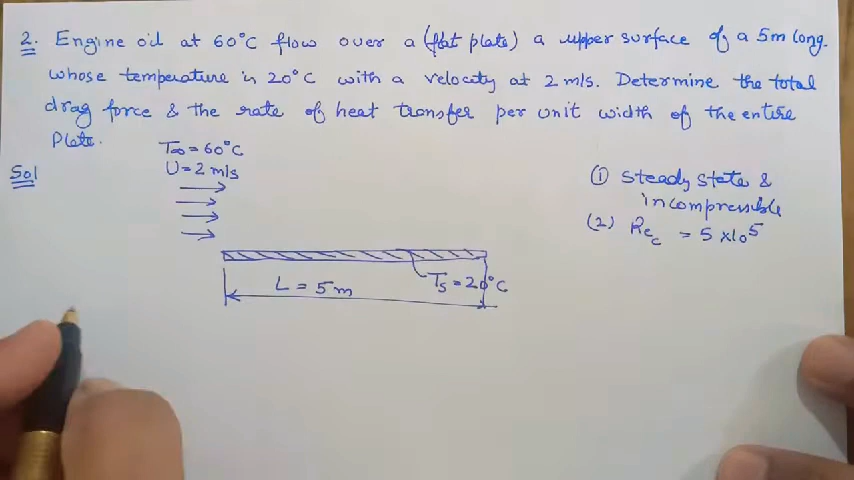 2. Engine oil at 60°C flow over a (flat plate) a upper surface of a 5m long.
whose temperature is 20°C with a velocity at 2 m/s. Determine the total
drag force & the rate of heat transfer per unit width of the entire
Plate.
Sol
T∞ = 60°C
U = 2 m/s
L = 5m
Ts = 20°C
(1) Steady state &
incompressible
(2) Rec = 5 x 10^5